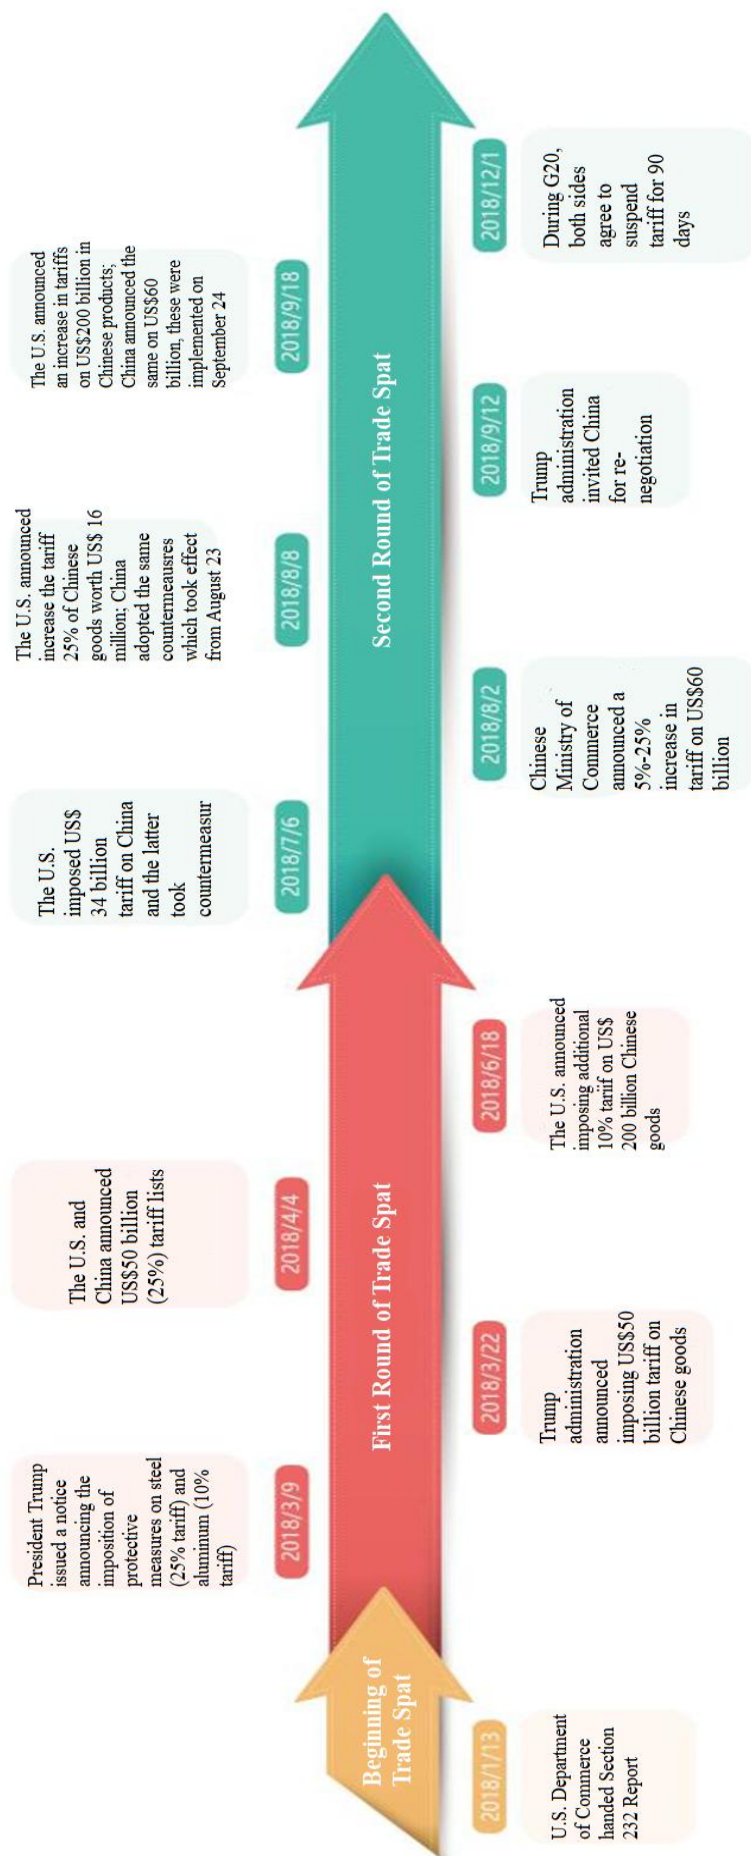 Beginning of
Trade Spat
2018/1/13
U.S. Department
of Commerce
handed Section
232 Report
First Round of Trade Spat
President Trump
issued a notice
announcing the
imposition of
protective
measures on steel
(25% tariff) and
aluminum (10%
tariff)
2018/3/9
2018/3/22
Trump
administration
announced
imposing US$50
billion tariff on
Chinese goods
The U.S. and
China announced
US$50 billion
(25%) tariff lists
2018/4/4
2018/6/18
The U.S. announced
imposing additional
10% tariif on US$
200 billion Chinese
goods
Second Round of Trade Spat
The U.S.
imposed US$
34 billion
tariff on China
and the latter
took
countermeasur
2018/7/6
2018/8/2
Chinese
Ministry of
Commerce
announced a
5%-25%
increase in
tariff on US$60
billion
The U.S. announced
increase the tariff
25% of Chinese
goods worth US$ 16
million; China
adopted the same
countermeausres
which took effect
from August 23
2018/8/8
2018/9/12
Trump
administration
invited China
for re-
negotiation
The U.S. announced
an increase in tariffs
on US$200 billion in
Chinese products;
China announced the
same on US$60
billion, these were
implemented on
September 24
2018/9/18
2018/12/1
During G20,
both sides
agree to
suspend
tariff for 90
days